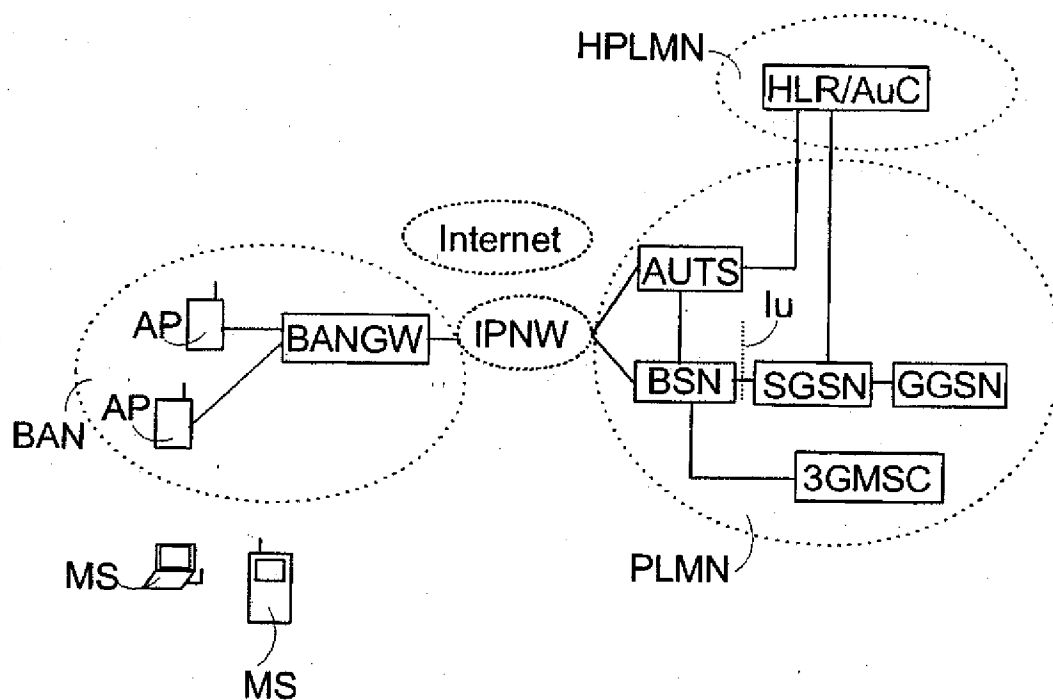 HPLMN
HLR/AuC
Internet
AUTS
Iu
AP
BANGW
IPNW
BSN
SGSN
GGSN
AP
BAN
3GMSC
PLMN
MS
MS